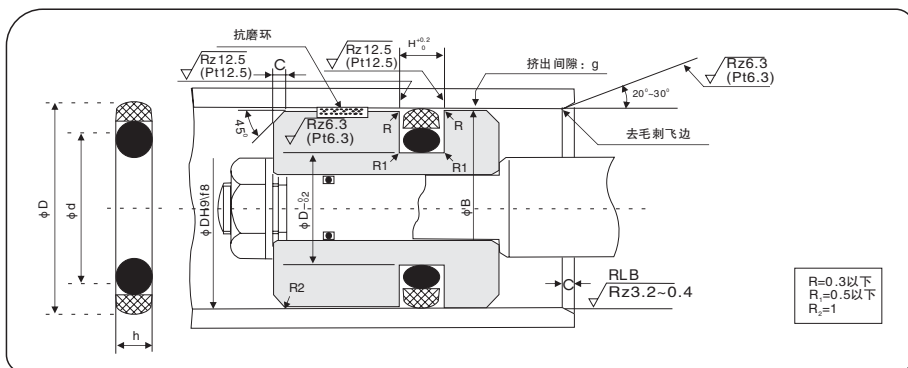 抗磨环
Rz12.5
(Pt12.5)
C
Rz12.5
(Pt12.5)
H+0.2 0
挤出间隙：g
Rz6.3
(Pt6.3)
20°~30°
45°
Rz6.3
(Pt6.3)
R
R
去毛刺飞边
R1
R1
φD
φd
φDH9\f8
φD-0 0.2
φB
R2
C
RLB
Rz3.2~0.4
h
R=0.3以下
R₁=0.5以下
R₂=1